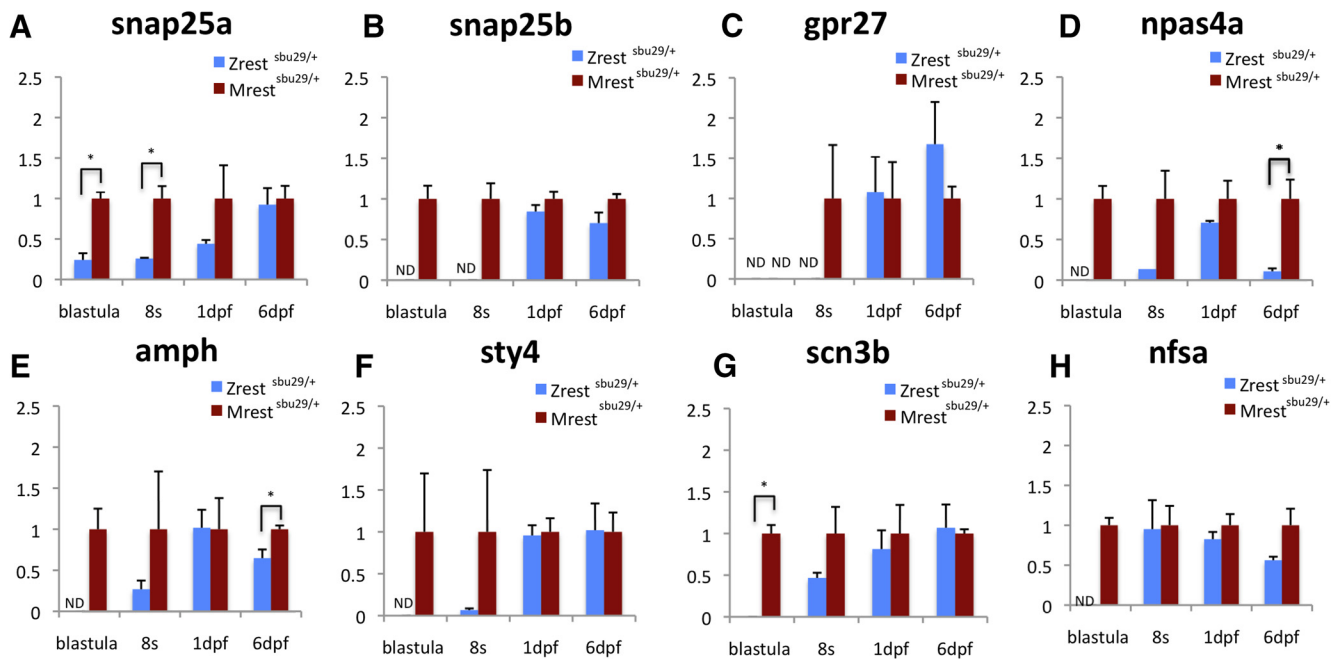 A snap25a
Zrest sbu29/+
Mrest sbu29/+
2.5
2
1.5
1
0.5
0
* *
blastula 8s 1dpf 6dpf
B snap25b
Zrest sbu29/+
Mrest sbu29/+
2.5
2
1.5
1
0.5
0
ND ND
blastula 8s 1dpf 6dpf
C gpr27
Zrest sbu29/+
Mrest sbu29/+
2.5
2
1.5
1
0.5
0
ND ND ND
blastula 8s 1dpf 6dpf
D npas4a
Zrest sbu29/+
Mrest sbu29/+
2.5
2
1.5
1
0.5
0
*
ND
blastula 8s 1dpf 6dpf
E amph
Zrest sbu29/+
Mrest sbu29/+
2.5
2
1.5
1
0.5
0
*
ND
blastula 8s 1dpf 6dpf
F sty4
Zrest sbu29/+
Mrest sbu29/+
2.5
2
1.5
1
0.5
0
ND
blastula 8s 1dpf 6dpf
G scn3b
Zrest sbu29/+
Mrest sbu29/+
2.5
2
1.5
1
0.5
0
*
blastula 8s 1dpf 6dpf
H nfsa
Zrest sbu29/+
Mrest sbu29/+
2.5
2
1.5
1
0.5
0
ND
blastula 8s 1dpf 6dpf